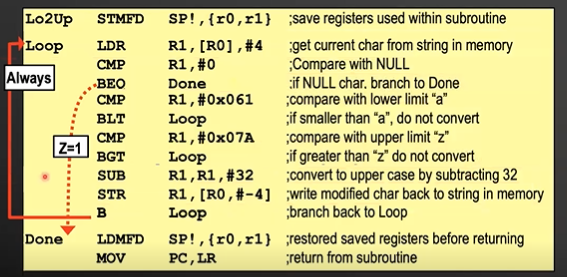 Lo2Up STMFD SP!,{r0,r1} ;save registers used within subroutine
Loop LDR R1,[R0],#4 ;get current char from string in memory
CMP R1,#0 ;Compare with NULL
Always
BEQ Done ;if NULL char. branch to Done
CMP R1,#0x061 ;compare with lower limit “a”
BLT Loop ;if smaller than “a”, do not convert
CMP R1,#0x07A ;compare with upper limit “z”
Z=1
BGT Loop ;if greater than “z” do not convert
SUB R1,R1,#32 ;convert to upper case by subtracting 32
STR R1,[R0,#-4] ;write modified char back to string in memory
B Loop ;branch back to Loop
Done LDMFD SP!,{r0,r1} ;restored saved registers before returning
MOV PC,LR ;return from subroutine